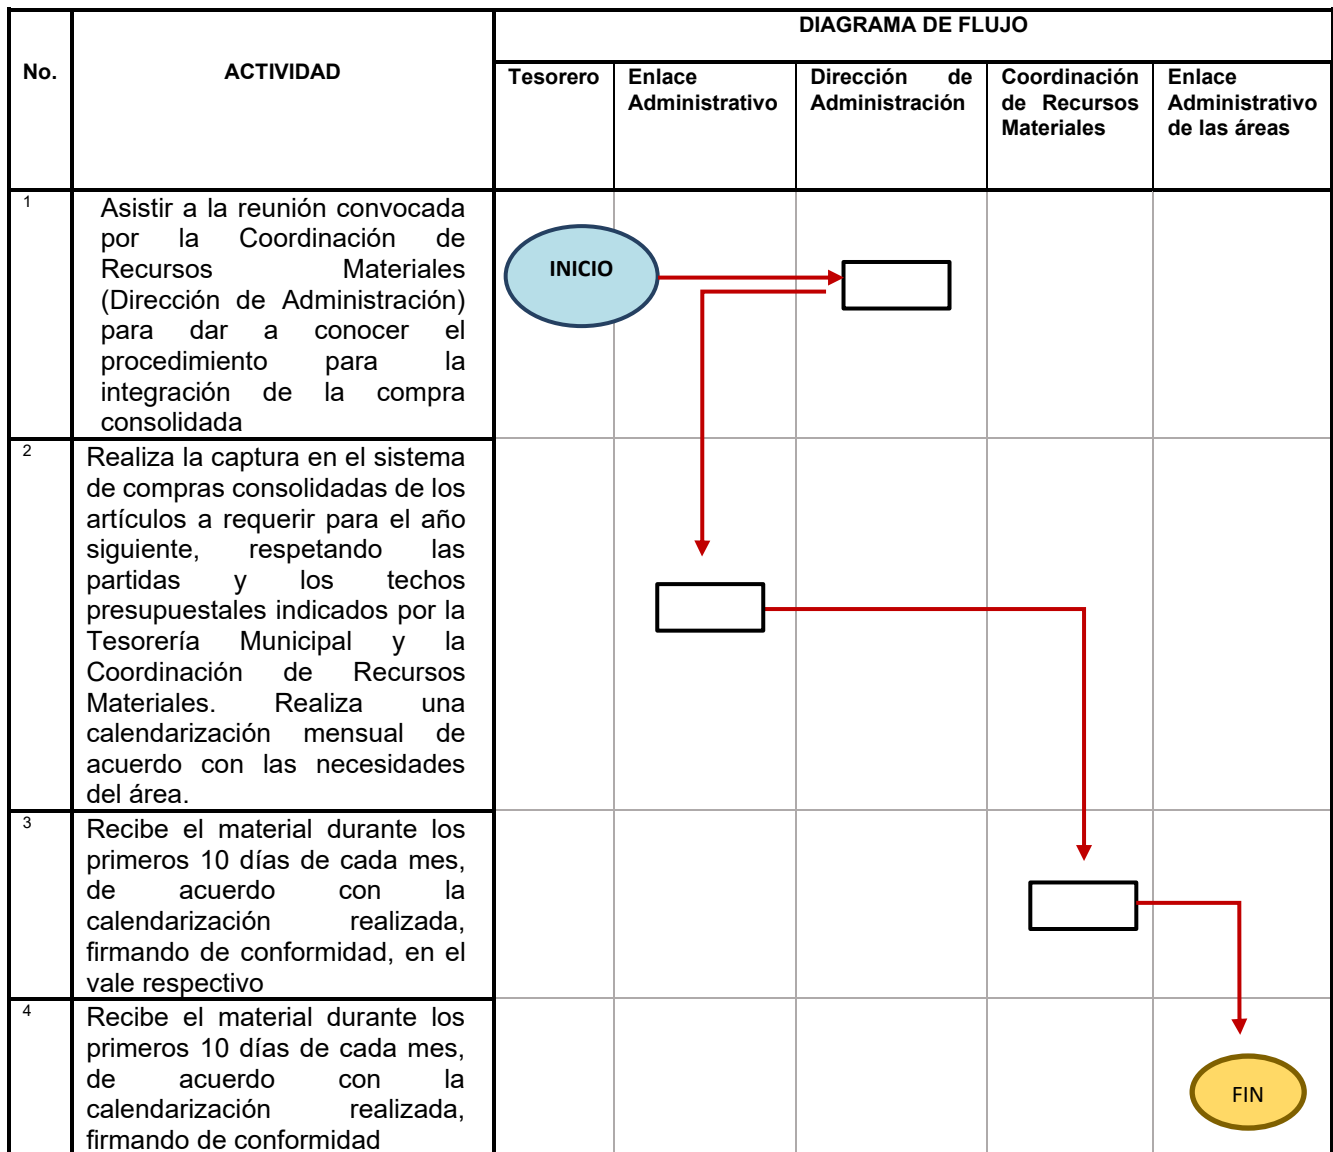 No.
ACTIVIDAD
DIAGRAMA DE FLUJO
Tesorero
Enlace
Administrativo
Dirección de
Administración
Coordinación
de Recursos
Materiales
Enlace
Administrativo
de las áreas
1
Asistir a la reunión convocada
por la Coordinación de
Recursos Materiales
(Dirección de Administración)
para dar a conocer el
procedimiento para la
integración de la compra
consolidada
INICIO
2
Realiza la captura en el sistema
de compras consolidadas de los
artículos a requerir para el año
siguiente, respetando las
partidas y los techos
presupuestales indicados por la
Tesorería Municipal y la
Coordinación de Recursos
Materiales. Realiza una
calendarización mensual de
acuerdo con las necesidades
del área.
3
Recibe el material durante los
primeros 10 días de cada mes,
de acuerdo con la
calendarización realizada,
firmando de conformidad, en el
vale respectivo
4
Recibe el material durante los
primeros 10 días de cada mes,
de acuerdo con la
calendarización realizada,
firmando de conformidad
FIN